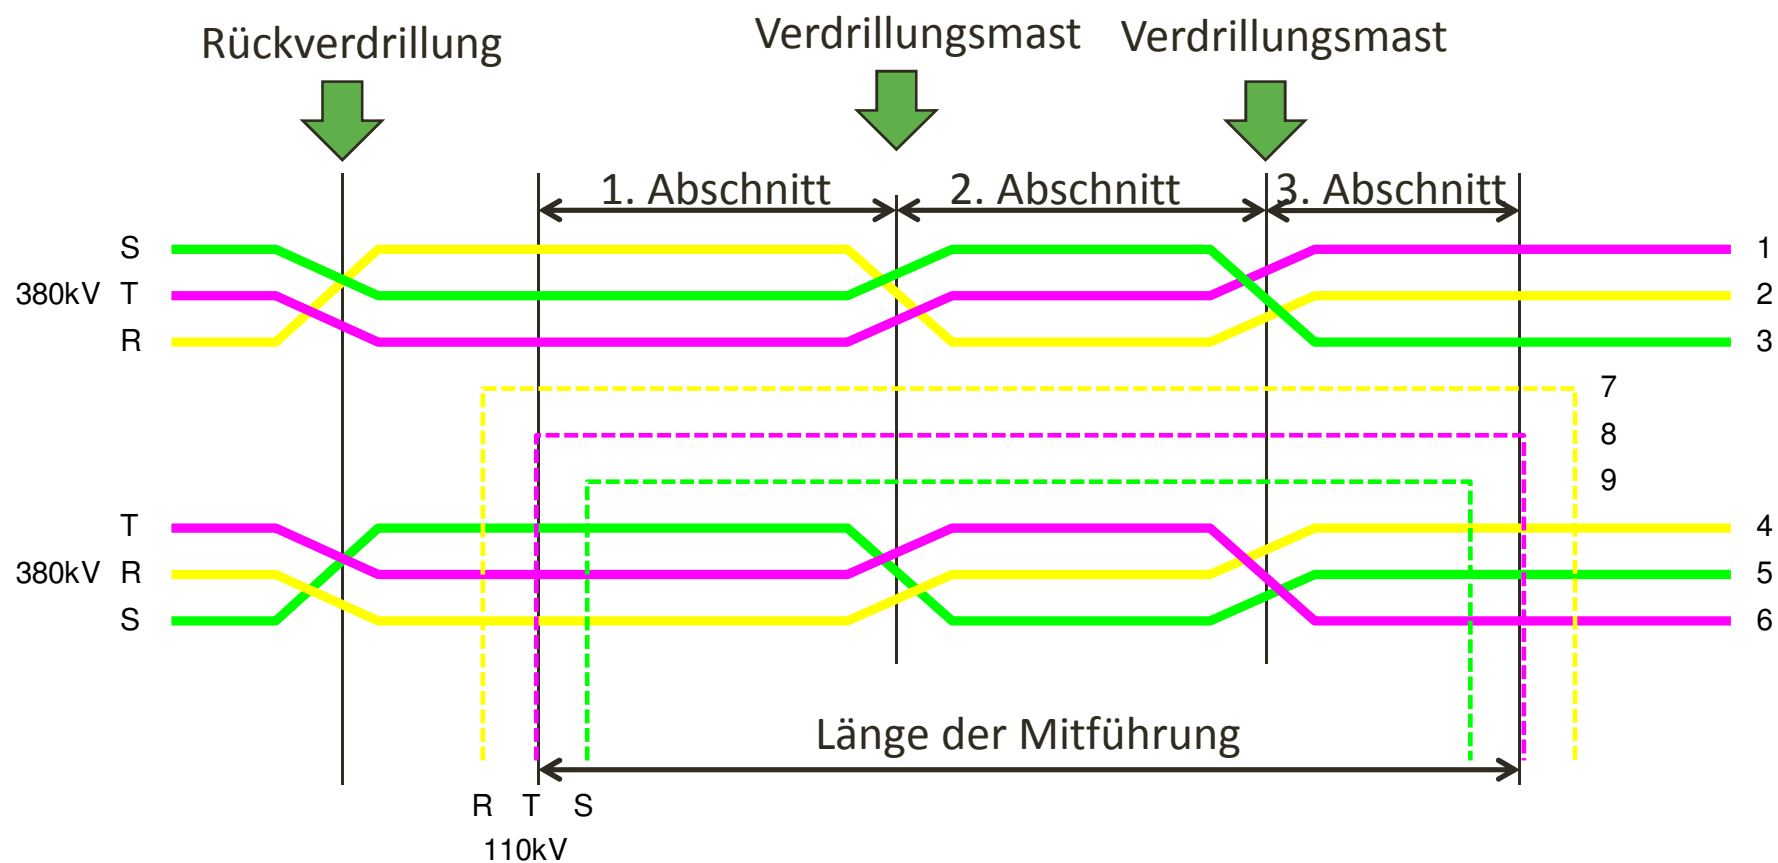 Rückverdrillung
Verdrillungsmast
Verdrillungsmast
1. Abschnitt
2. Abschnitt
3. Abschnitt
S
1
380kV T
2
R
3
7
8
9
T
4
380kV R
5
S
6
Länge der Mitführung
R T S
110kV